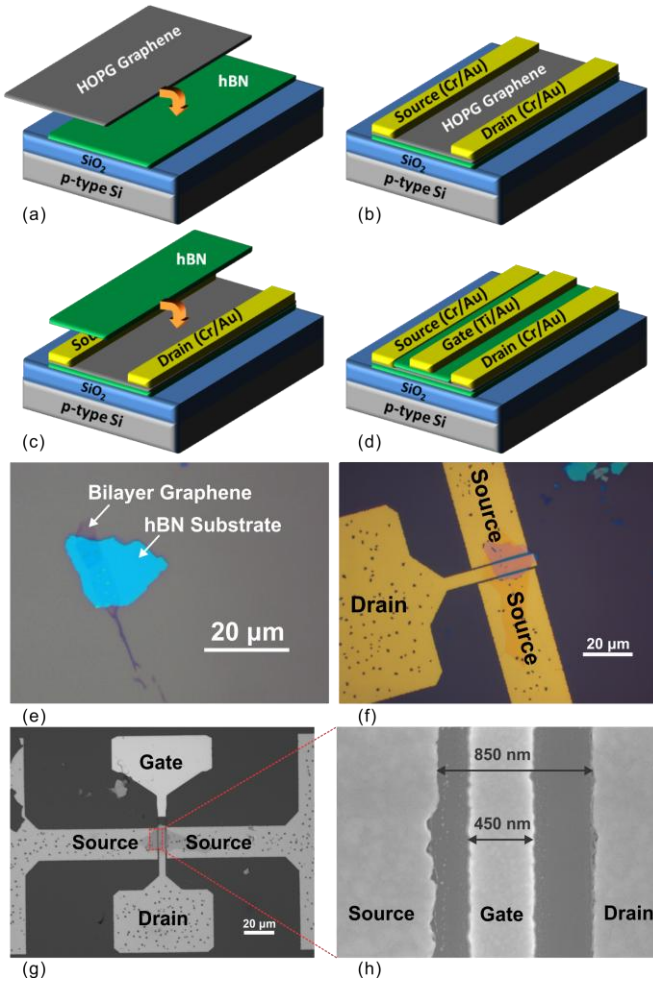 HOPG Graphene
hBN
SiO2
p-type Si
(a)
Source (Cr/Au)
HOPG Graphene
Drain (Cr/Au)
SiO2
p-type Si
(b)
hBN
Sou
Drain (Cr/Au)
SiO2
p-type Si
(c)
Source (Cr/Au)
Gate (Ti/Au)
Drain (Cr/Au)
SiO2
p-type Si
(d)
Bilayer Graphene
hBN Substrate
20 µm
(e)
Source
Drain
Source
20 µm
(f)
Gate
Source
Source
Drain
20 µm
(g)
850 nm
450 nm
Source
Gate
Drain
(h)